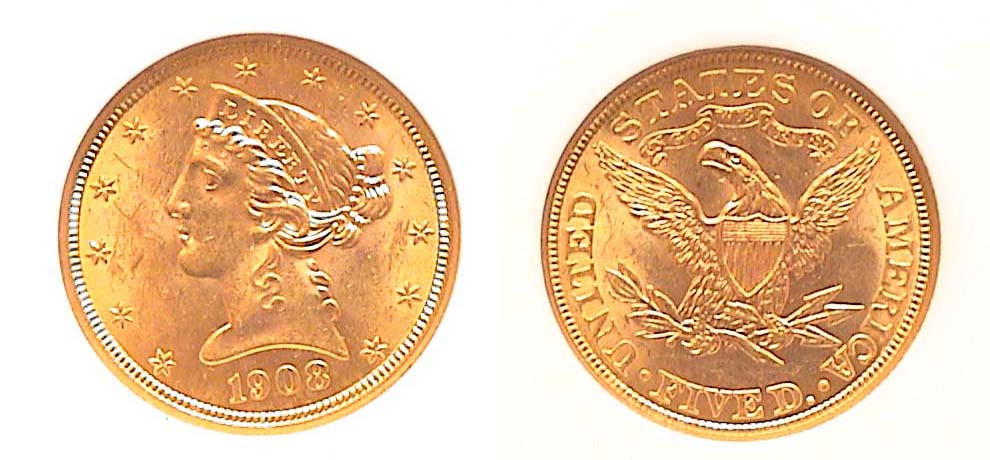 LIBERTY
1908
UNITED STATES OF AMERICA
FIVE D.